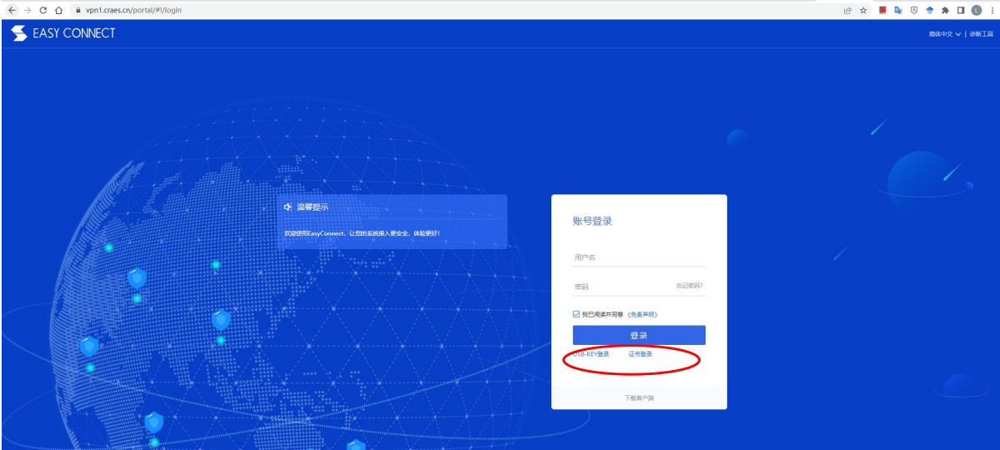 vpn1.craes.cn/portal/#!/login
EASY CONNECT
简体中文 | 诊断工具
温馨提示
欢迎使用EasyConnect，让您的系统接入更安全，体验更好！
账号登录
用户名
密码 忘记密码?
我已阅读并同意 《免责声明》
登录
USB-KEY登录 证书登录
下载客户端